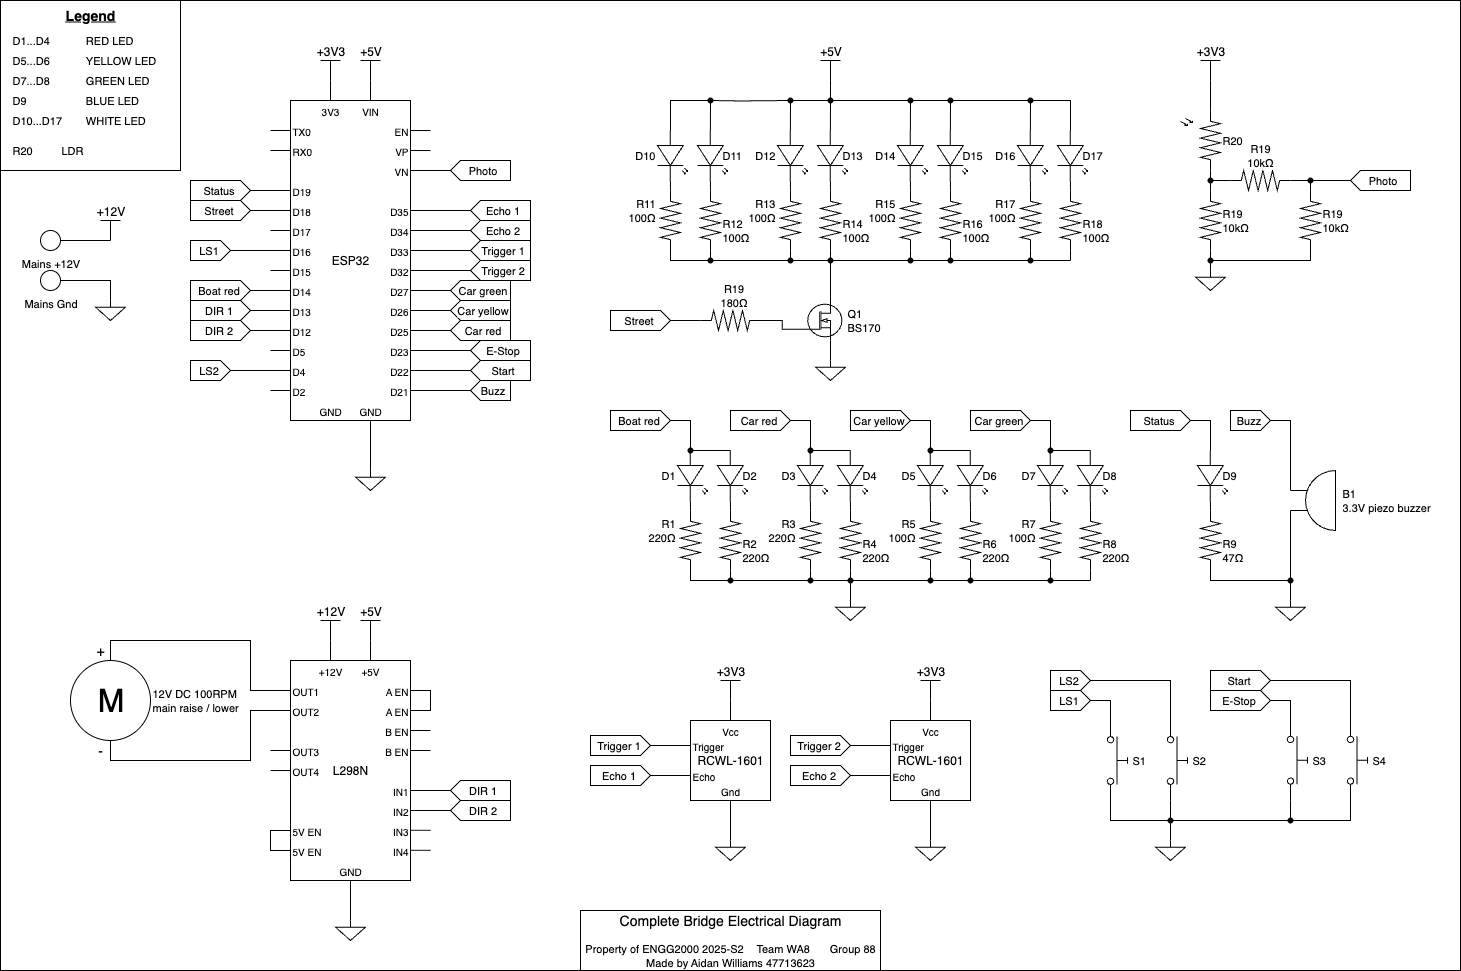 Legend
D1...D4 RED LED
D5...D6 YELLOW LED
D7...D8 GREEN LED
D9 BLUE LED
D10...D17 WHITE LED
R20 LDR
+12V
Mains +12V
Mains Gnd
+3V3 +5V
3V3 VIN
TX0 EN
RX0 VP
VN Photo
Status D19
Street D18 D35 Echo 1
D17 D34 Echo 2
LS1 D16 D33 Trigger 1
ESP32
D15 D32 Trigger 2
Boat red D14 D27 Car green
DIR 1 D13 D26 Car yellow
DIR 2 D12 D25 Car red
D5 D23 E-Stop
LS2 D4 D22 Start
D2 D21 Buzz
GND GND
+5V
D10 D11 D12 D13 D14 D15 D16 D17
R11 R13 R15 R17
100Ω 100Ω 100Ω 100Ω
R12 R14 R16 R18
100Ω 100Ω 100Ω 100Ω
R19
180Ω
Street
Q1
BS170
+3V3
R20
R19
10kΩ
Photo
R19 R19
10kΩ 10kΩ
Boat red Car red Car yellow Car green Status Buzz
D1 D2 D3 D4 D5 D6 D7 D8 D9
B1
3.3V piezo buzzer
R1 R3 R5 R7
220Ω 220Ω 100Ω 100Ω
R2 R4 R6 R8 R9
220Ω 220Ω 220Ω 220Ω 47Ω
+12V +5V
+12V +5V
+
M
-
12V DC 100RPM
main raise / lower
OUT1 A EN
OUT2 A EN
B EN
OUT3 B EN
OUT4 L298N
IN1 DIR 1
IN2 DIR 2
5V EN IN3
5V EN IN4
GND
+3V3 +3V3
Vcc Vcc
Trigger 1 Trigger Trigger 2 Trigger
RCWL-1601 RCWL-1601
Echo 1 Echo Echo 2 Echo
Gnd Gnd
LS2 Start
LS1 E-Stop
S1 S2 S3 S4
Complete Bridge Electrical Diagram
Property of ENGG2000 2025-S2 Team WA8 Group 88
Made by Aidan Williams 47713623